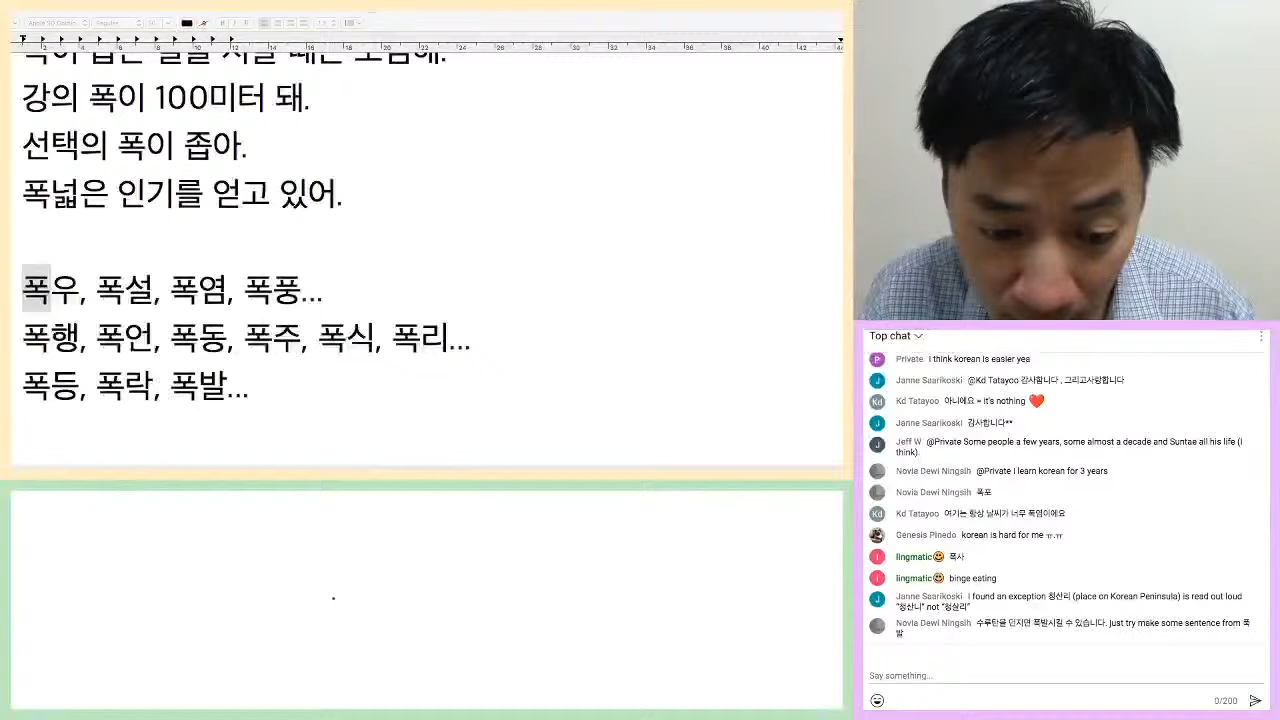 강의 폭이 100미터 돼.
선택의 폭이 좁아.
폭넓은 인기를 얻고 있어.
폭우, 폭설, 폭염, 폭풍...
폭행, 폭언, 폭동, 폭주, 폭식, 폭리...
폭등, 폭락, 폭발...
Top chat
Private I think korean is easier yea
Janne Saarikoski @Kd Tatayoo 감사합니다 , 그리고사랑합니다
Kd Tatayoo 아니에요 = it's nothing ❤️
Janne Saarikoski 감사합니다**
Jeff W @Private Some people a few years, some almost a decade and Suntae all his life (I
think).
Novia Dewi Ningsih @Private I learn korean for 3 years
Novia Dewi Ningsih 폭포
Kd Tatayoo 여기는 항상 날씨가 너무 폭염이에요
Genesis Pinedo korean is hard for me ㅠ.ㅠ
lingmatic😃 폭사
lingmatic😃 binge eating
Janne Saarikoski I found an exception 청산리 (place on Korean Peninsula) is read out loud
"청산니" not "청살리"
Novia Dewi Ningsih 수루탄을 던지면 폭발시킬 수 있습니다. Just try make some sentence from 폭
발
Say something...
0/200